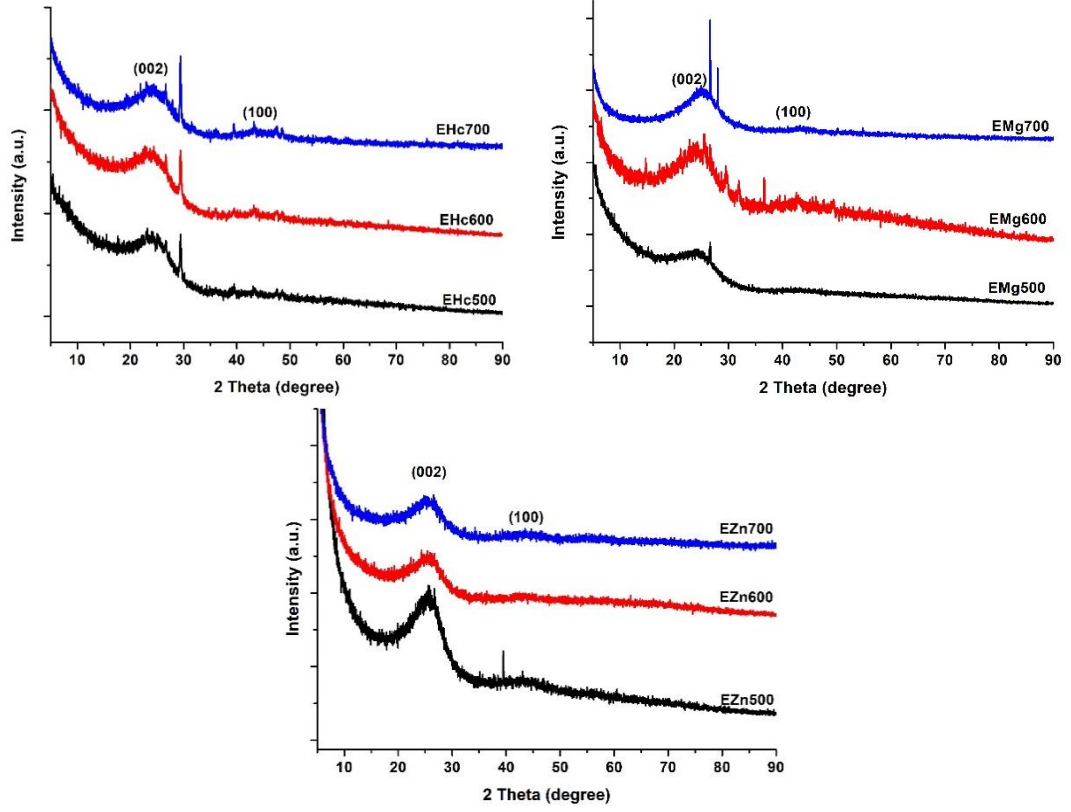 (002)
(100)
EHc700
EHc600
EHc500
Intensity (a.u.)
10 20 30 40 50 60 70 80 90
2 Theta (degree)
(002)
(100)
EMg700
EMg600
EMg500
Intensity (a.u.)
10 20 30 40 50 60 70 80 90
2 Theta (degree)
(002)
(100)
EZn700
EZn600
EZn500
Intensity (a.u.)
10 20 30 40 50 60 70 80 90
2 Theta (degree)